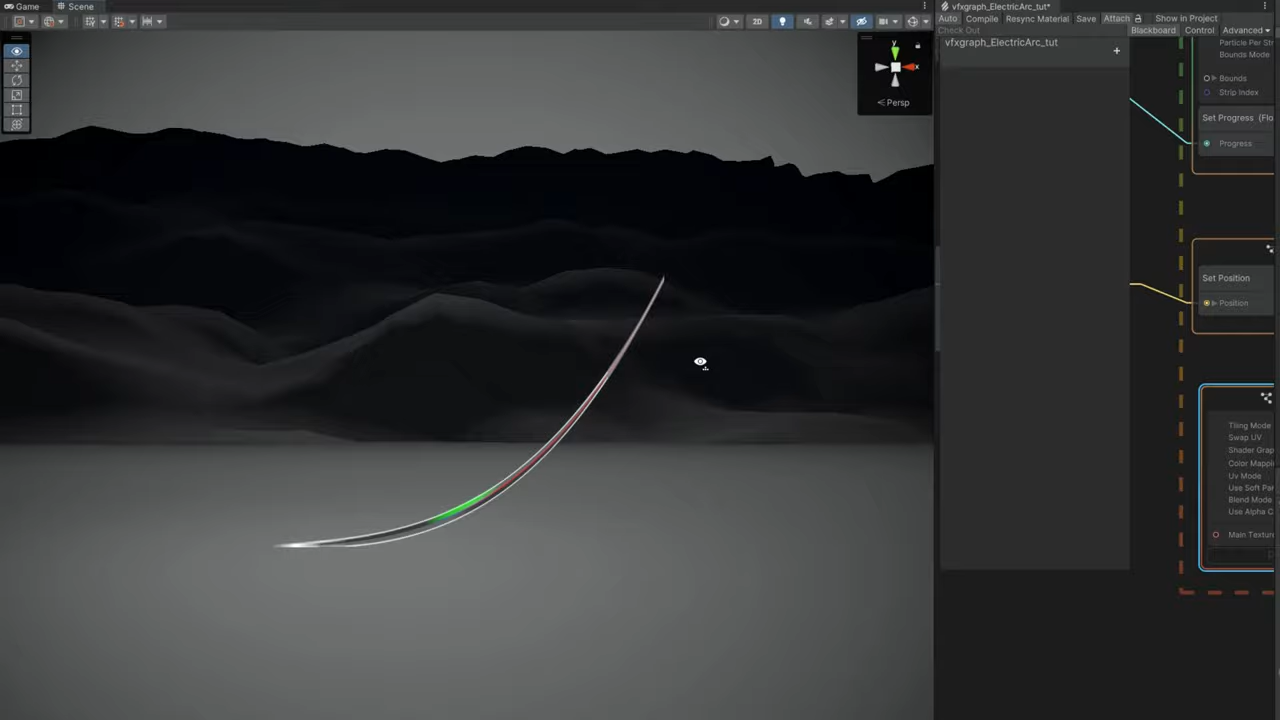 Game
Scene
2D
y
x
Persp
vfxgraph_ElectricArc_tut*
Auto
Compile
Resync Material
Save
Attach
Show in Project
Check Out
Blackboard
Control
Advanced
vfxgraph_ElectricArc_tut
+
Particle Per Str
Bounds Mode
Bounds
Strip Index
Set Progress (Flo
Progress
Set Position
Position
Tiling Mode
Swap UV
Shader Grap
Color Mappi
Uv Mode
Use Soft Pa
Blend Mode
Use Alpha C
Main Texture